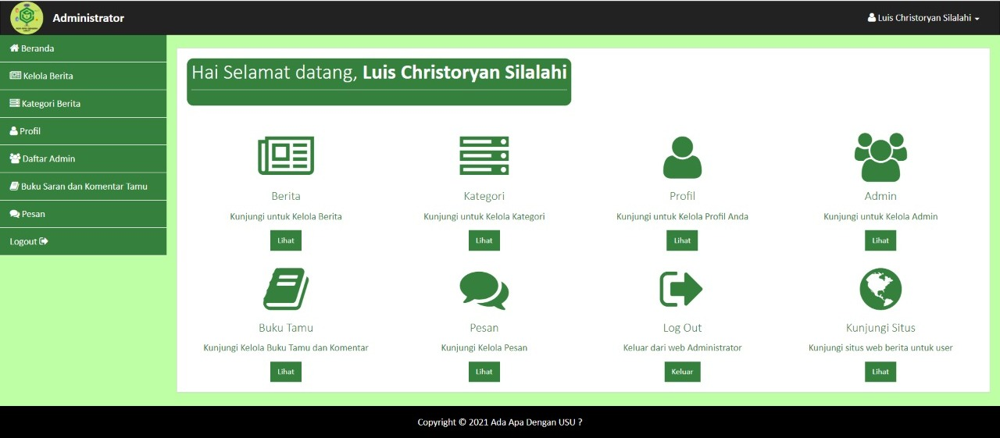 Administrator
Luis Christoryan Silalahi
Beranda
Kelola Berita
Kategori Berita
Profil
Daftar Admin
Buku Saran dan Komentar Tamu
Pesan
Logout
Hai Selamat datang, Luis Christoryan Silalahi
Berita
Kunjungi untuk Kelola Berita
Lihat
Kategori
Kunjungi untuk Kelola Kategori
Lihat
Profil
Kunjungi untuk Kelola Profil Anda
Lihat
Admin
Kunjungi untuk Kelola Admin
Lihat
Buku Tamu
Kunjungi Kelola Buku Tamu dan Komentar
Lihat
Pesan
Kunjungi Kelola Pesan
Lihat
Log Out
Keluar dari web Administrator
Keluar
Kunjungi Situs
Kunjungi situs web berita untuk user
Lihat
Copyright © 2021 Ada Apa Dengan USU ?